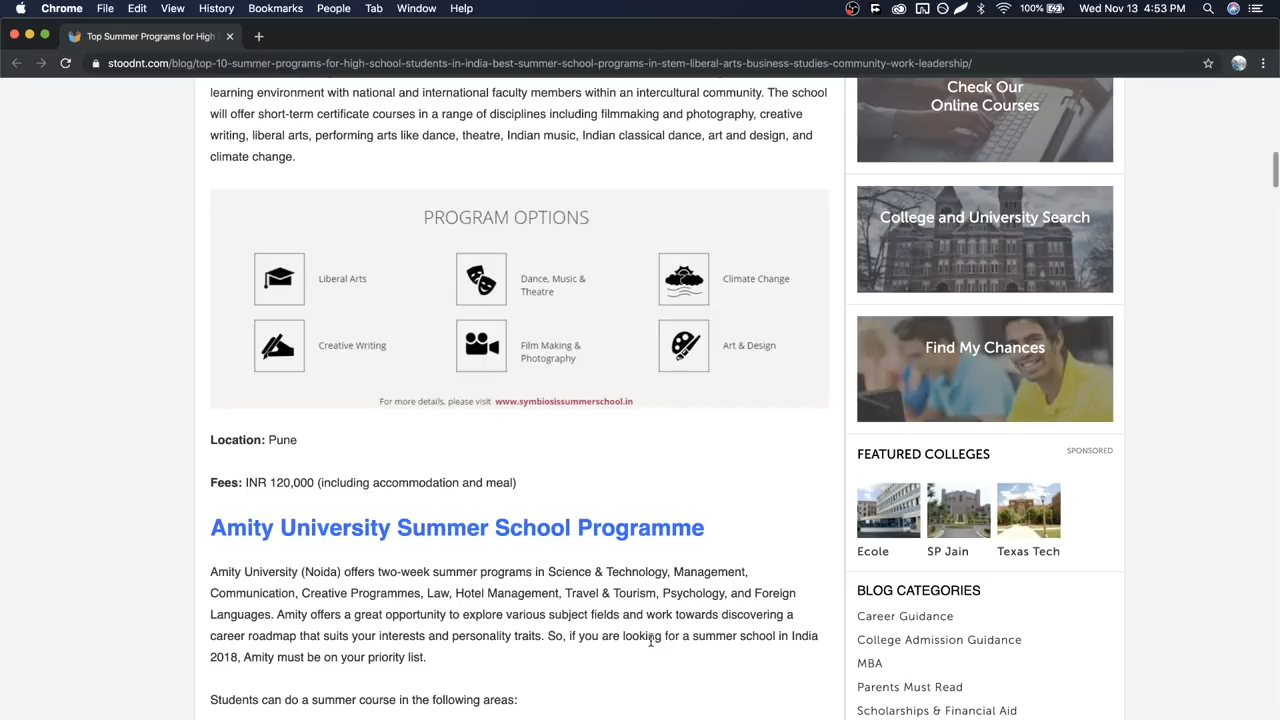 Chrome File Edit View History Bookmarks People Tab Window Help 100% Wed Nov 13 4:53 PM
Top Summer Programs for High
stoodnt.com/blog/top-10-summer-programs-for-high-school-students-in-india-best-summer-school-programs-in-stem-liberal-arts-business-studies-community-work-leadership/
learning environment with national and international faculty members within an intercultural community. The school
will offer short-term certificate courses in a range of disciplines including filmmaking and photography, creative
writing, liberal arts, performing arts like dance, theatre, Indian music, Indian classical dance, art and design, and
climate change.
PROGRAM OPTIONS
Liberal Arts
Dance, Music &
Theatre
Climate Change
Creative Writing
Film Making &
Photography
Art & Design
For more details, please visit www.symbiosissummerschool.in
Location: Pune
Fees: INR 120,000 (including accommodation and meal)
Amity University Summer School Programme
Amity University (Noida) offers two-week summer programs in Science & Technology, Management,
Communication, Creative Programmes, Law, Hotel Management, Travel & Tourism, Psychology, and Foreign
Languages. Amity offers a great opportunity to explore various subject fields and work towards discovering a
career roadmap that suits your interests and personality traits. So, if you are looking for a summer school in India
2018, Amity must be on your priority list.
Students can do a summer course in the following areas:
Check Our
Online Courses
College and University Search
Find My Chances
FEATURED COLLEGES
SPONSORED
Ecole
SP Jain
Texas Tech
BLOG CATEGORIES
Career Guidance
College Admission Guidance
MBA
Parents Must Read
Scholarships & Financial Aid